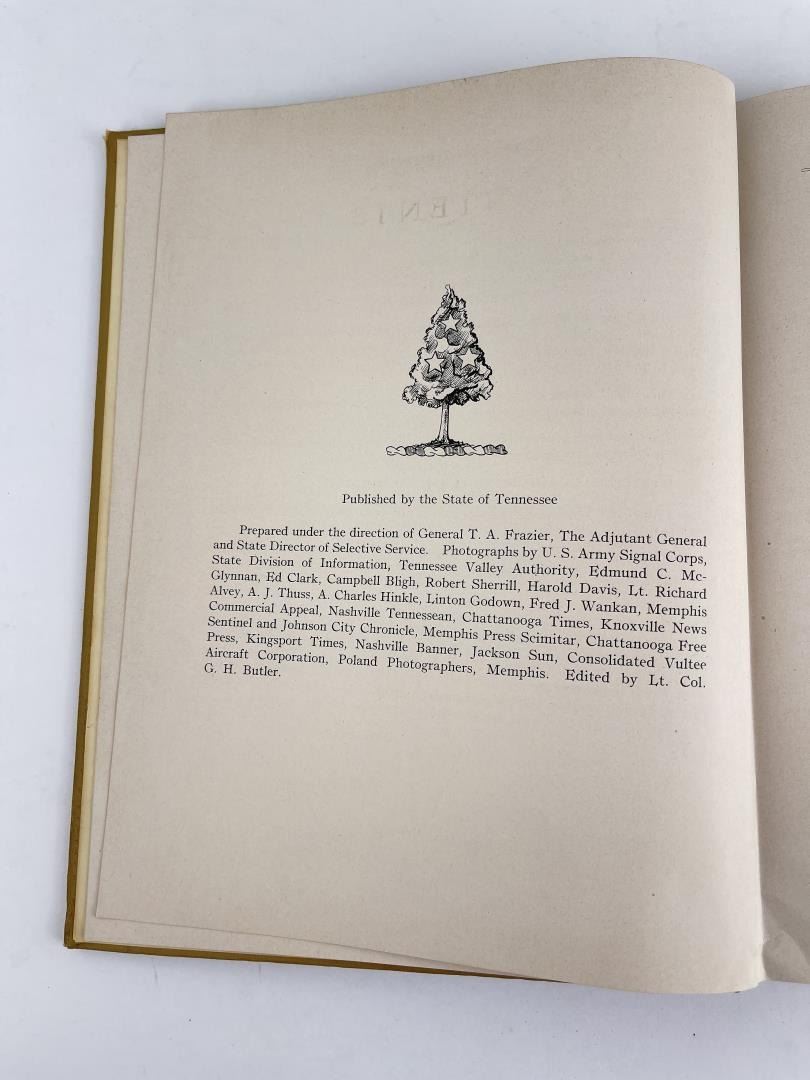 Published by the State of Tennessee
Prepared under the direction of General T. A. Frazier, The Adjutant General
and State Director of Selective Service. Photographs by U. S. Army Signal Corps,
State Division of Information, Tennessee Valley Authority, Edmund C. Mc-
Glynnan, Ed Clark, Campbell Bligh, Robert Sherrill, Harold Davis, Lt. Richard
Alvey, A. J. Thuss, A. Charles Hinkle, Linton Godown, Fred J. Wankan, Memphis
Commercial Appeal, Nashville Tennessean, Chattanooga Times, Knoxville News
Sentinel and Johnson City Chronicle, Memphis Press Scimitar, Chattanooga Free
Press, Kingsport Times, Nashville Banner, Jackson Sun, Consolidated Vultee
Aircraft Corporation, Poland Photographers, Memphis. Edited by Lt. Col.
G. H. Butler.